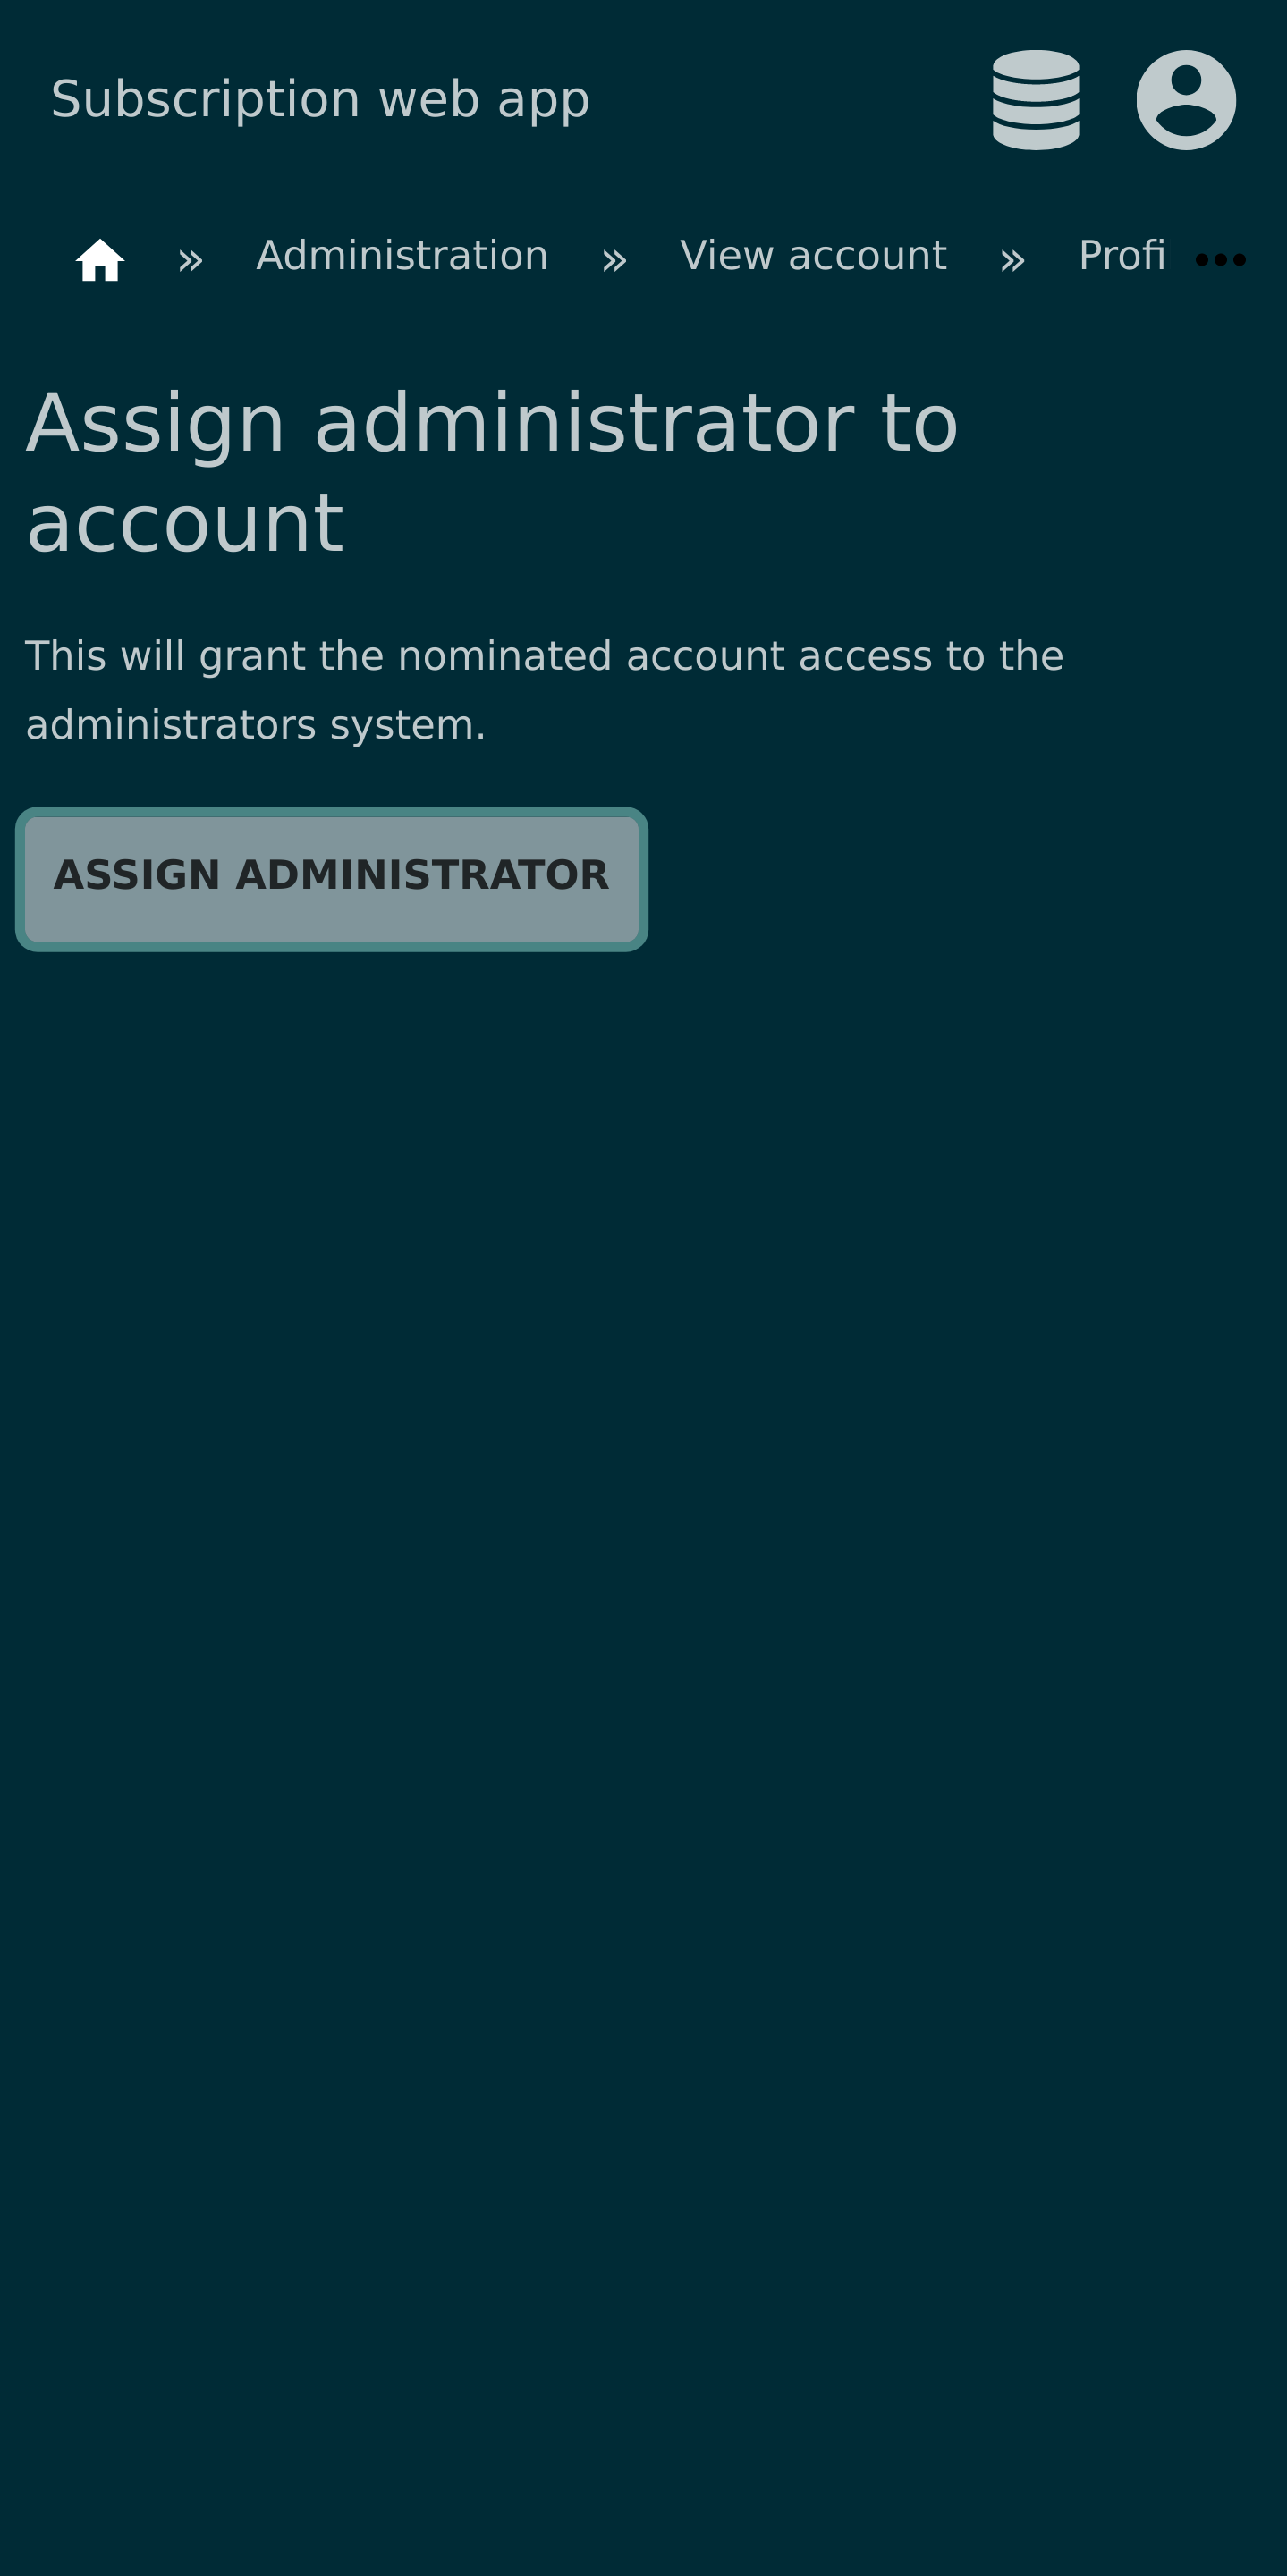 Subscription web app
» Administration » View account » Profi •••
Assign administrator to
account
This will grant the nominated account access to the
administrators system.
ASSIGN ADMINISTRATOR